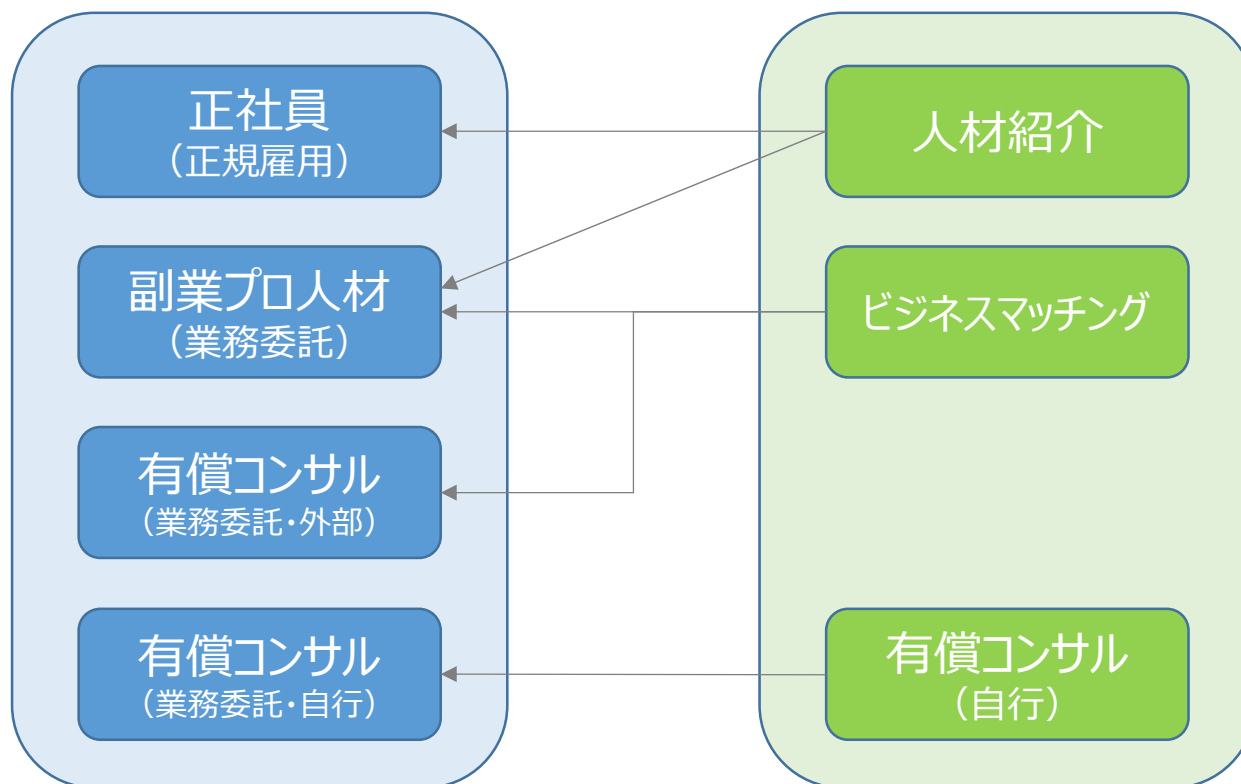 正社員
（正規雇用）
副業プロ人材
（業務委託）
有償コンサル
（業務委託・外部）
有償コンサル
（業務委託・自行）
人材紹介
ビジネスマッチング
有償コンサル
（自行）